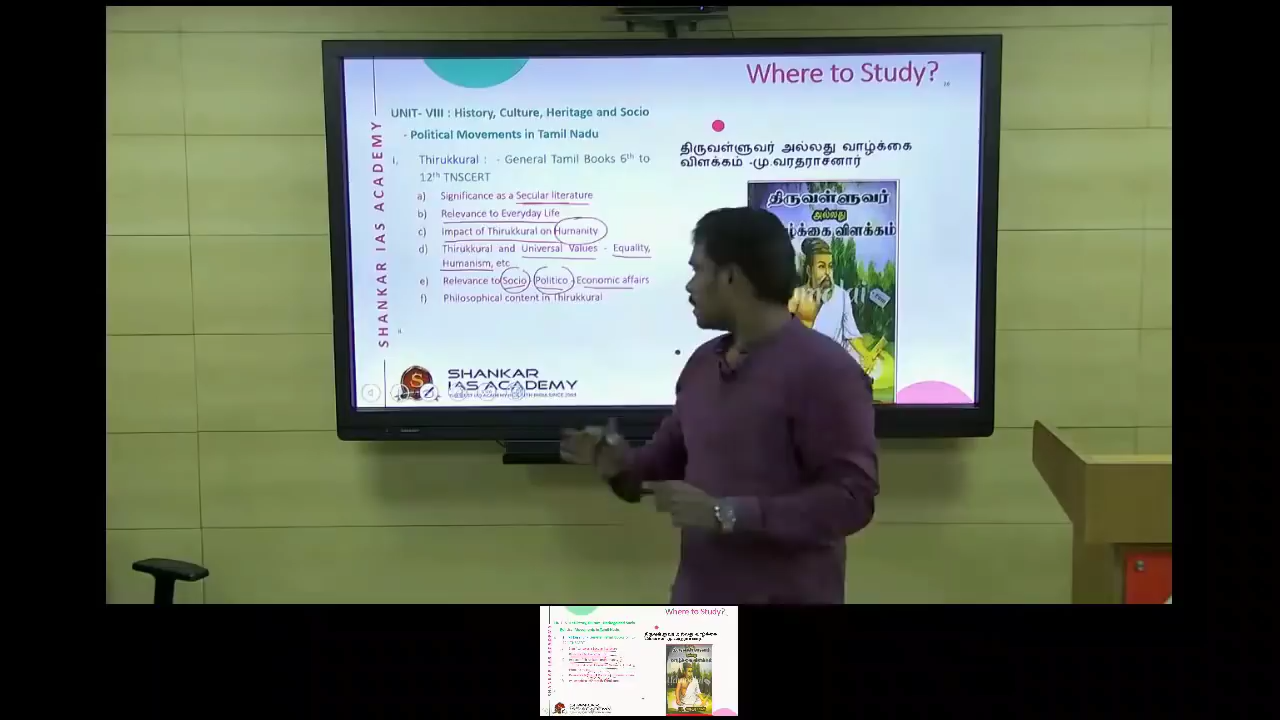 Where to Study?
UNIT- VIII : History, Culture, Heritage and Socio
- Political Movements in Tamil Nadu
i. Thirukkural : - General Tamil Books 6th to
12th TNSCERT
a) Significance as a Secular literature
b) Relevance to Everyday Life
c) Impact of Thirukkural on Humanity
d) Thirukkural and Universal Values - Equality,
Humanism, etc
e) Relevance to Socio Politico Economic affairs
f) Philosophical content in Thirukkural
SHANKAR IAS ACADEMY
திருவள்ளுவர் அல்லது வாழ்க்கை
விளக்கம் -மு.வரதராசனார்
திருவள்ளுவர்
அல்லது
SHANKAR
IAS ACADEMY
Where to Study?